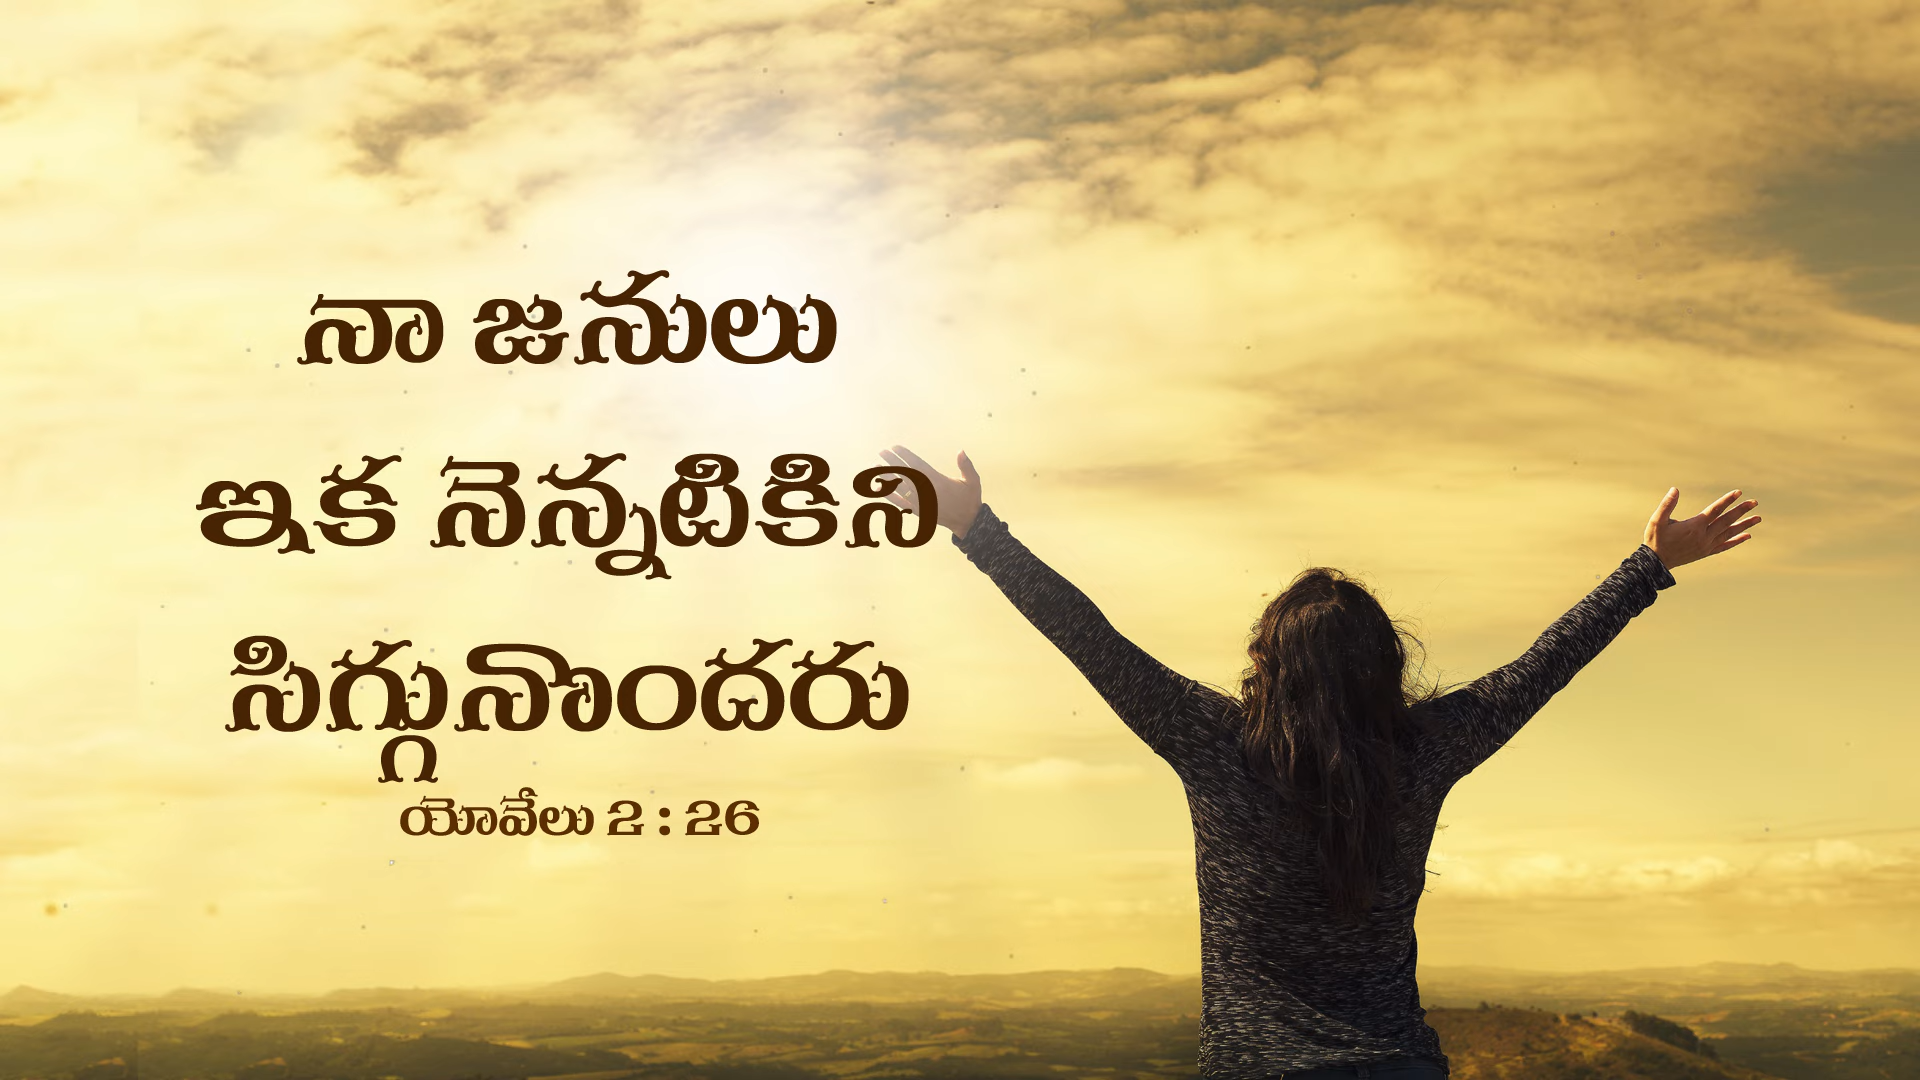 నా జనులు
ఇక నెన్నటికిని
సిగ్గునొందరు
యోవేలు 2 : 26